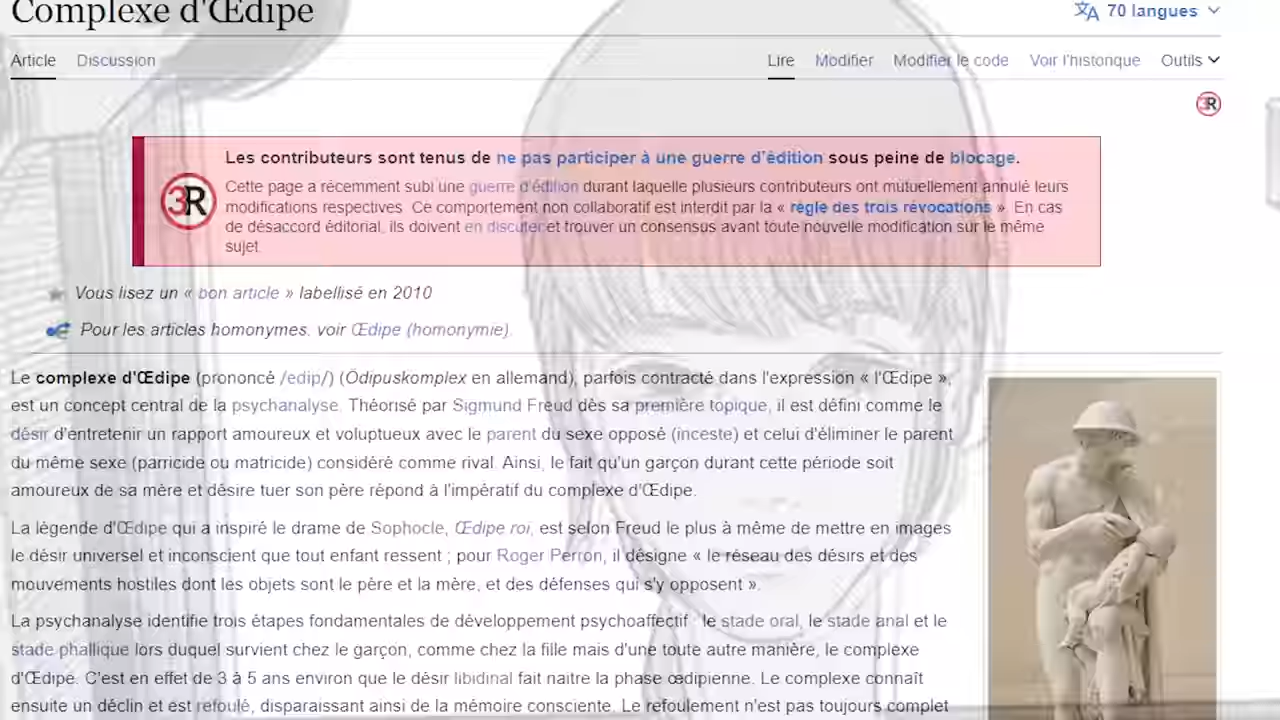 Complexe d'Œdipe
70 langues
Article Discussion Lire Modifier Modifier le code Voir l'historique Outils
3R
Les contributeurs sont tenus de ne pas participer à une guerre d'édition sous peine de blocage.
3R
Cette page a récemment subi une guerre d'édition durant laquelle plusieurs contributeurs ont mutuellement annulé leurs
modifications respectives. Ce comportement non collaboratif est interdit par la « règle des trois révocations ». En cas
de désaccord éditorial, ils doivent en discuter et trouver un consensus avant toute nouvelle modification sur le même
sujet.
Vous lisez un « bon article » labellisé en 2010
Pour les articles homonymes, voir Œdipe (homonymie).
Le complexe d'Œdipe (prononcé /edip/) (Ödipuskomplex en allemand), parfois contracté dans l'expression « l'Œdipe »,
est un concept central de la psychanalyse. Théorisé par Sigmund Freud dès sa première topique, il est défini comme le
désir d'entretenir un rapport amoureux et voluptueux avec le parent du sexe opposé (inceste) et celui d'éliminer le parent
du même sexe (parricide ou matricide) considéré comme rival. Ainsi, le fait qu'un garçon durant cette période soit
amoureux de sa mère et désire tuer son père répond à l'impératif du complexe d'Œdipe.
La légende d'Œdipe qui a inspiré le drame de Sophocle, Œdipe roi, est selon Freud le plus à même de mettre en images
le désir universel et inconscient que tout enfant ressent ; pour Roger Perron, il désigne « le réseau des désirs et des
mouvements hostiles dont les objets sont le père et la mère, et des défenses qui s'y opposent ».
La psychanalyse identifie trois étapes fondamentales de développement psychoaffectif : le stade oral, le stade anal et le
stade phallique lors duquel survient chez le garçon, comme chez la fille mais d'une toute autre manière, le complexe
d'Œdipe. C'est en effet de 3 à 5 ans environ que le désir libidinal fait naitre la phase œdipienne. Le complexe connaît
ensuite un déclin et est refoulé, disparaissant ainsi de la mémoire consciente. Le refoulement n'est pas toujours complet